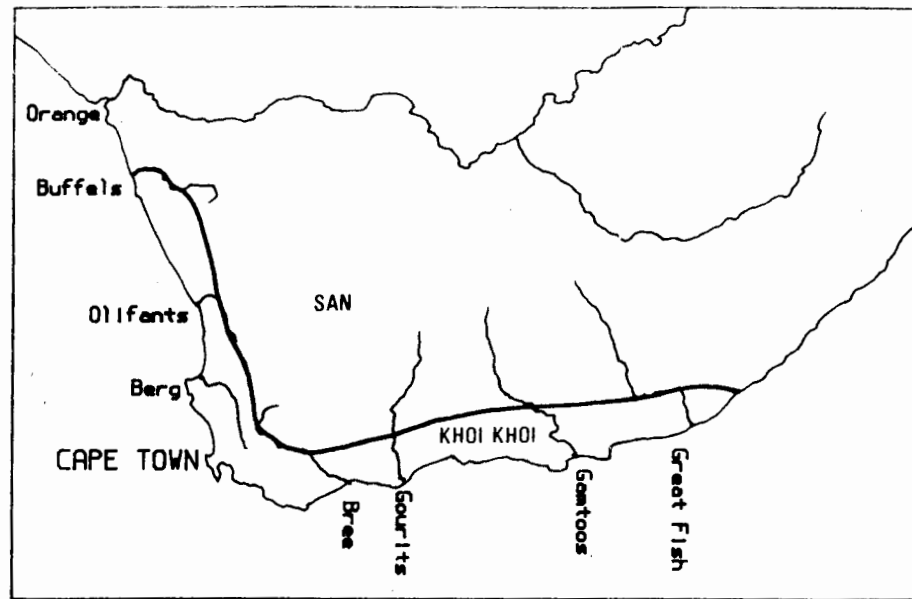 Orange
Buffels
SAN
Olifants
Berg
KHOI KHOI
CAPE TOWN
Bree
Gourits
Gamtoos
Great Fish